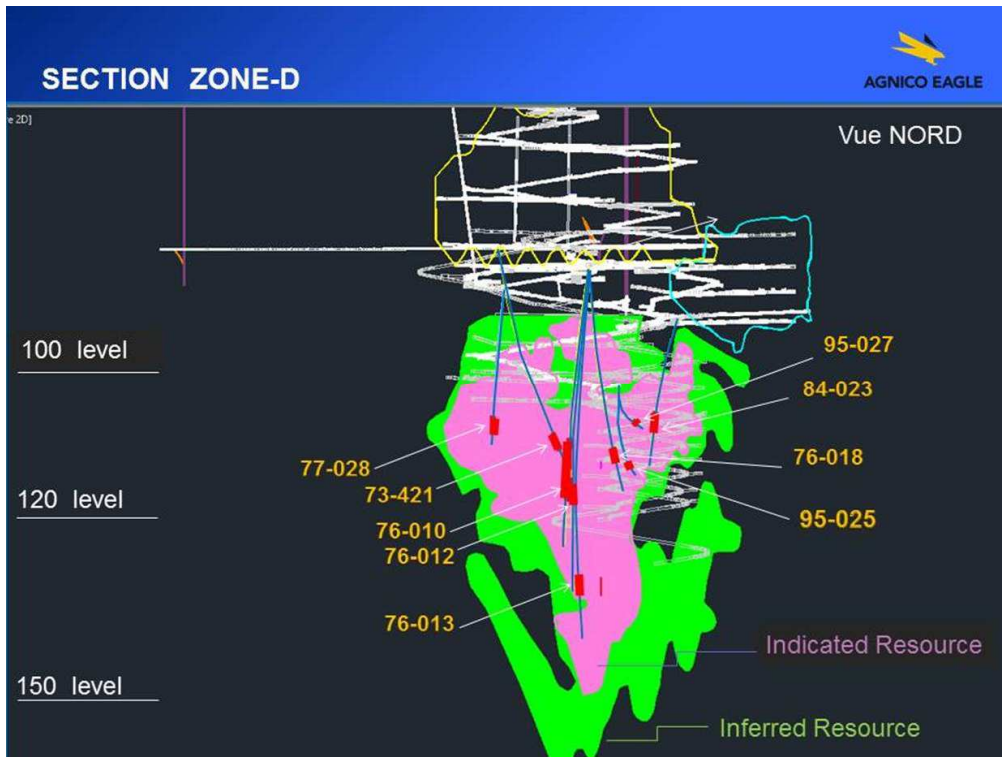 SECTION ZONE-D
AGNICO EAGLE
e 2D]
Vue NORD
100 level
95-027
84-023
77-028
76-018
73-421
120 level
76-010
95-025
76-012
76-013
Indicated Resource
150 level
Inferred Resource